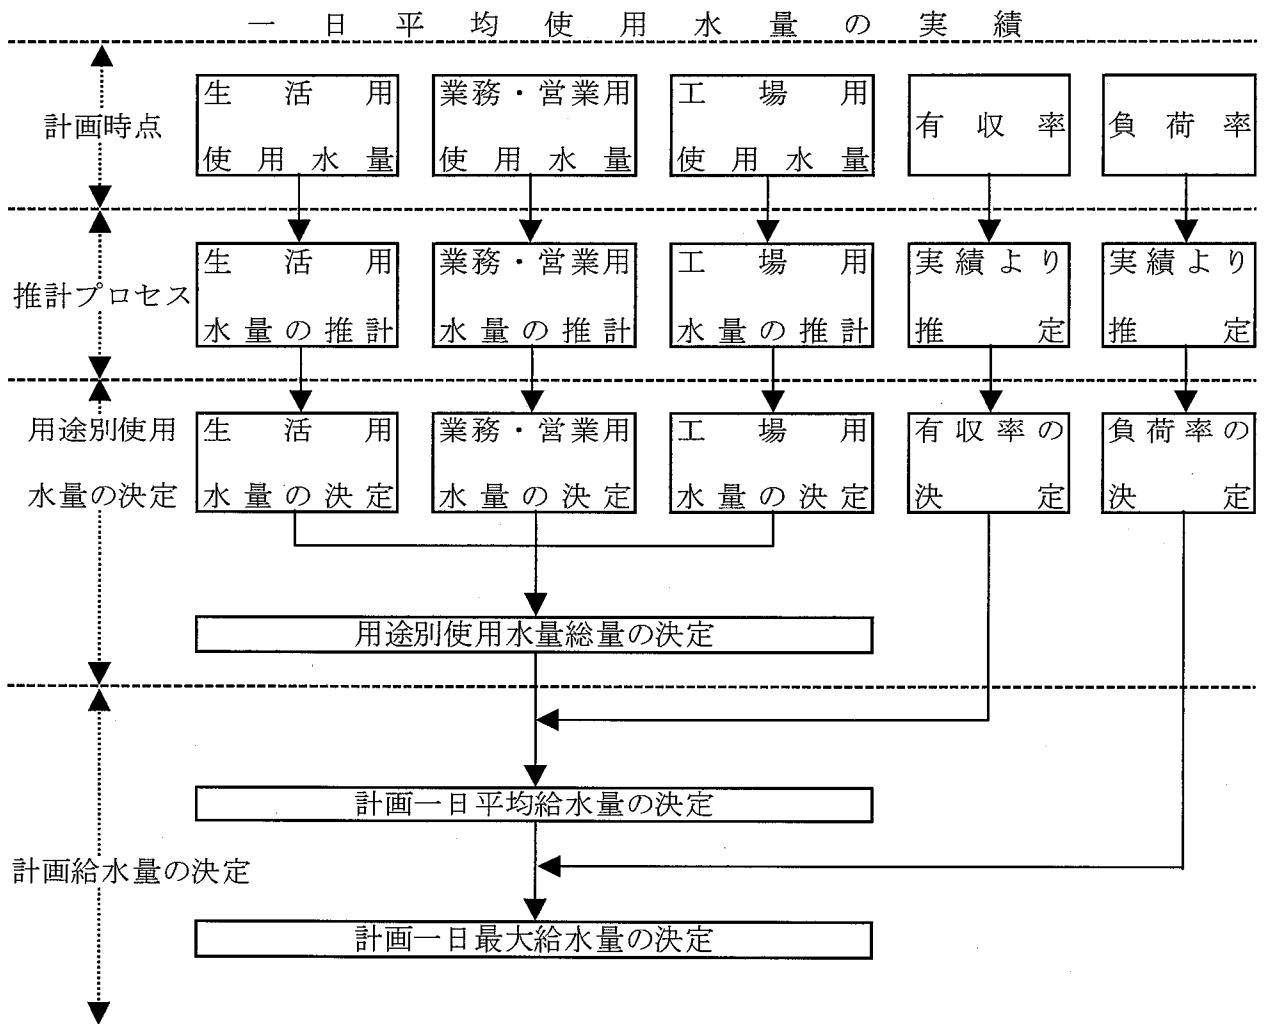 一日平均使用水量の実績
計画時点
生活用
使用水量
業務・営業用
使用水量
工場用
使用水量
有収率
負荷率
推計プロセス
生活用
水量の推計
業務・営業用
水量の推計
工場用
水量の推計
実績より
推定
実績より
推定
用途別使用
水量の決定
生活用
水量の決定
業務・営業用
水量の決定
工場用
水量の決定
有収率の
決定
負荷率の
決定
用途別使用水量総量の決定
計画給水量の決定
計画一日平均給水量の決定
計画一日最大給水量の決定